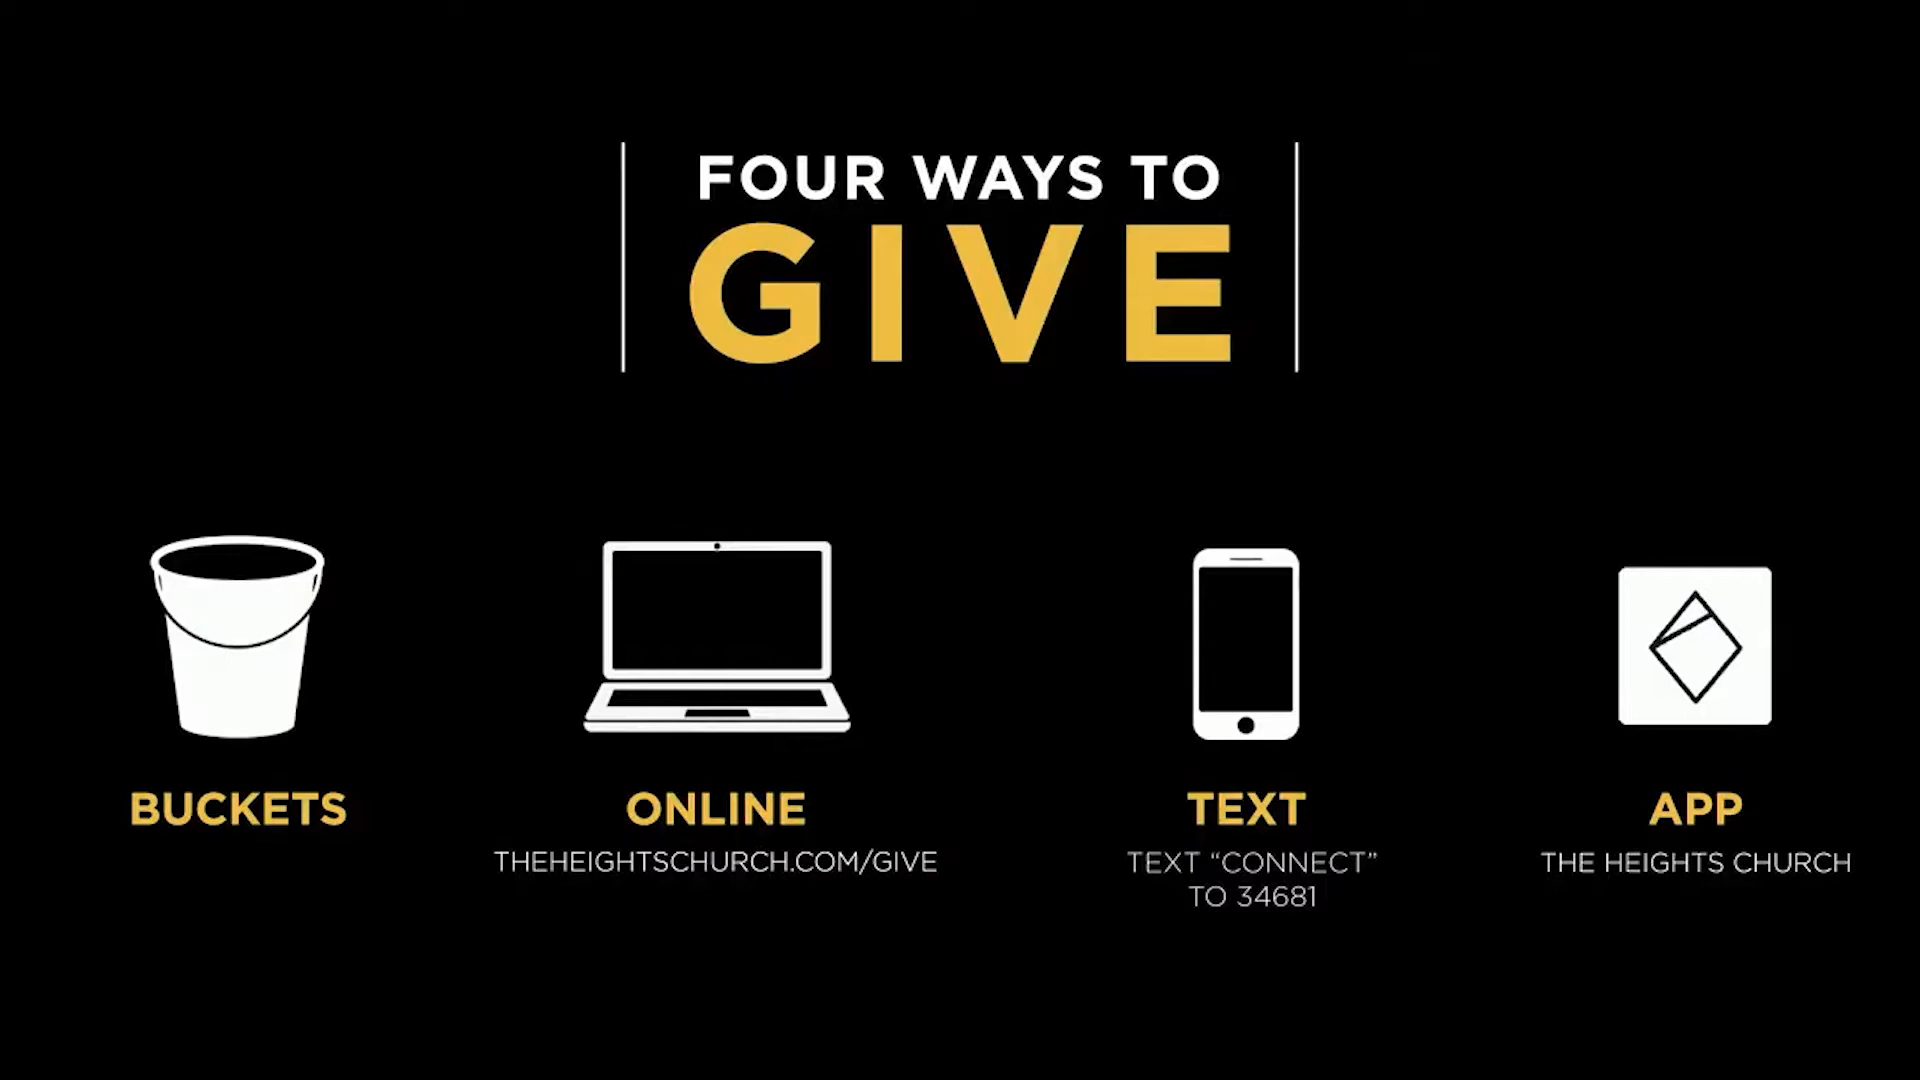 FOUR WAYS TO
GIVE
BUCKETS
ONLINE
THEHEIGHTSCHURCH.COM/GIVE
TEXT
TEXT “CONNECT”
TO 34681
APP
THE HEIGHTS CHURCH